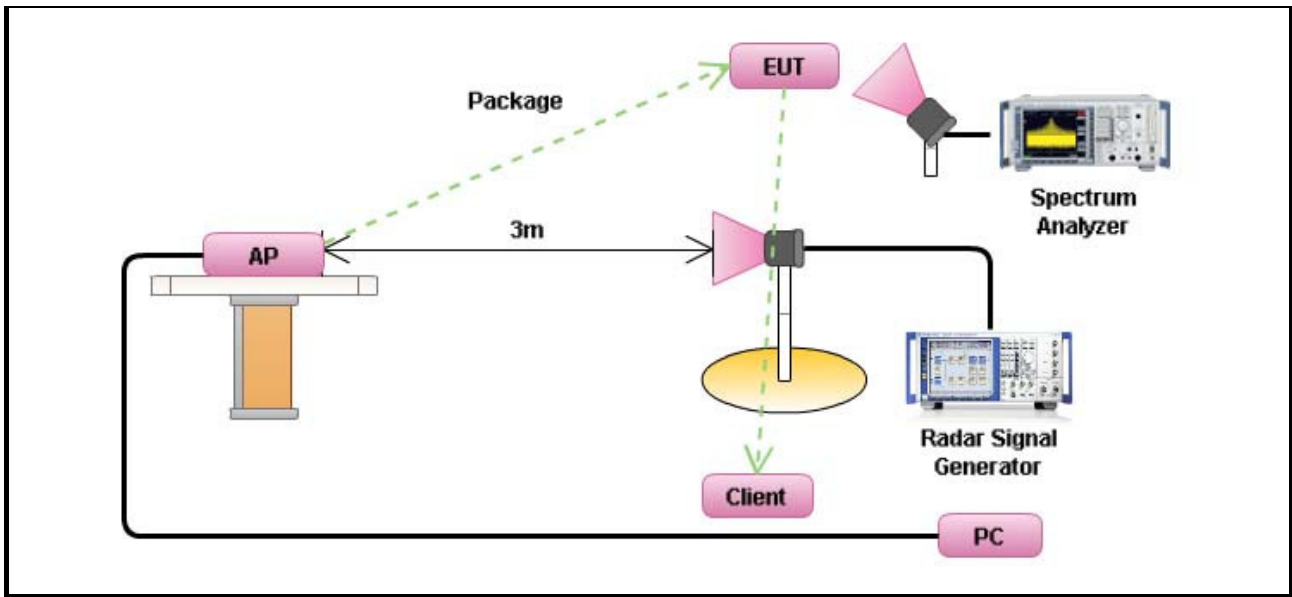 EUT
Package
Spectrum
Analyzer
3m
AP
Radar Signal
Generator
Client
PC